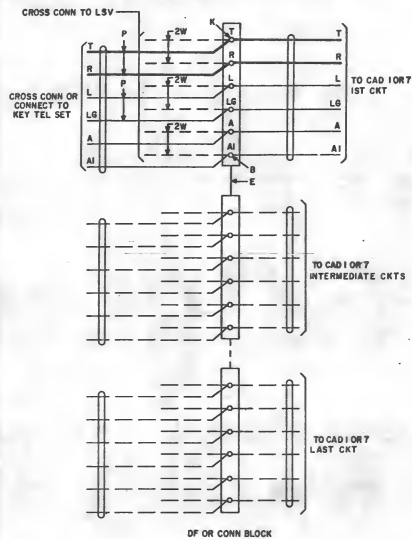 CROSS CONN TO LSV
K
P
2W
T
T
T
R
R
R
P
2W
L
L
L
CROSS CONN OR
CONNECT TO
KEY TEL SET
TO CAD 1 OR 7
1ST CKT
LG
LG
LG
2W
A
A
A
A1
A1
A1
B
E
TO CAD 1 OR 7
INTERMEDIATE CKTS
TO CAD 1 OR 7
LAST CKT
DF OR CONN BLOCK